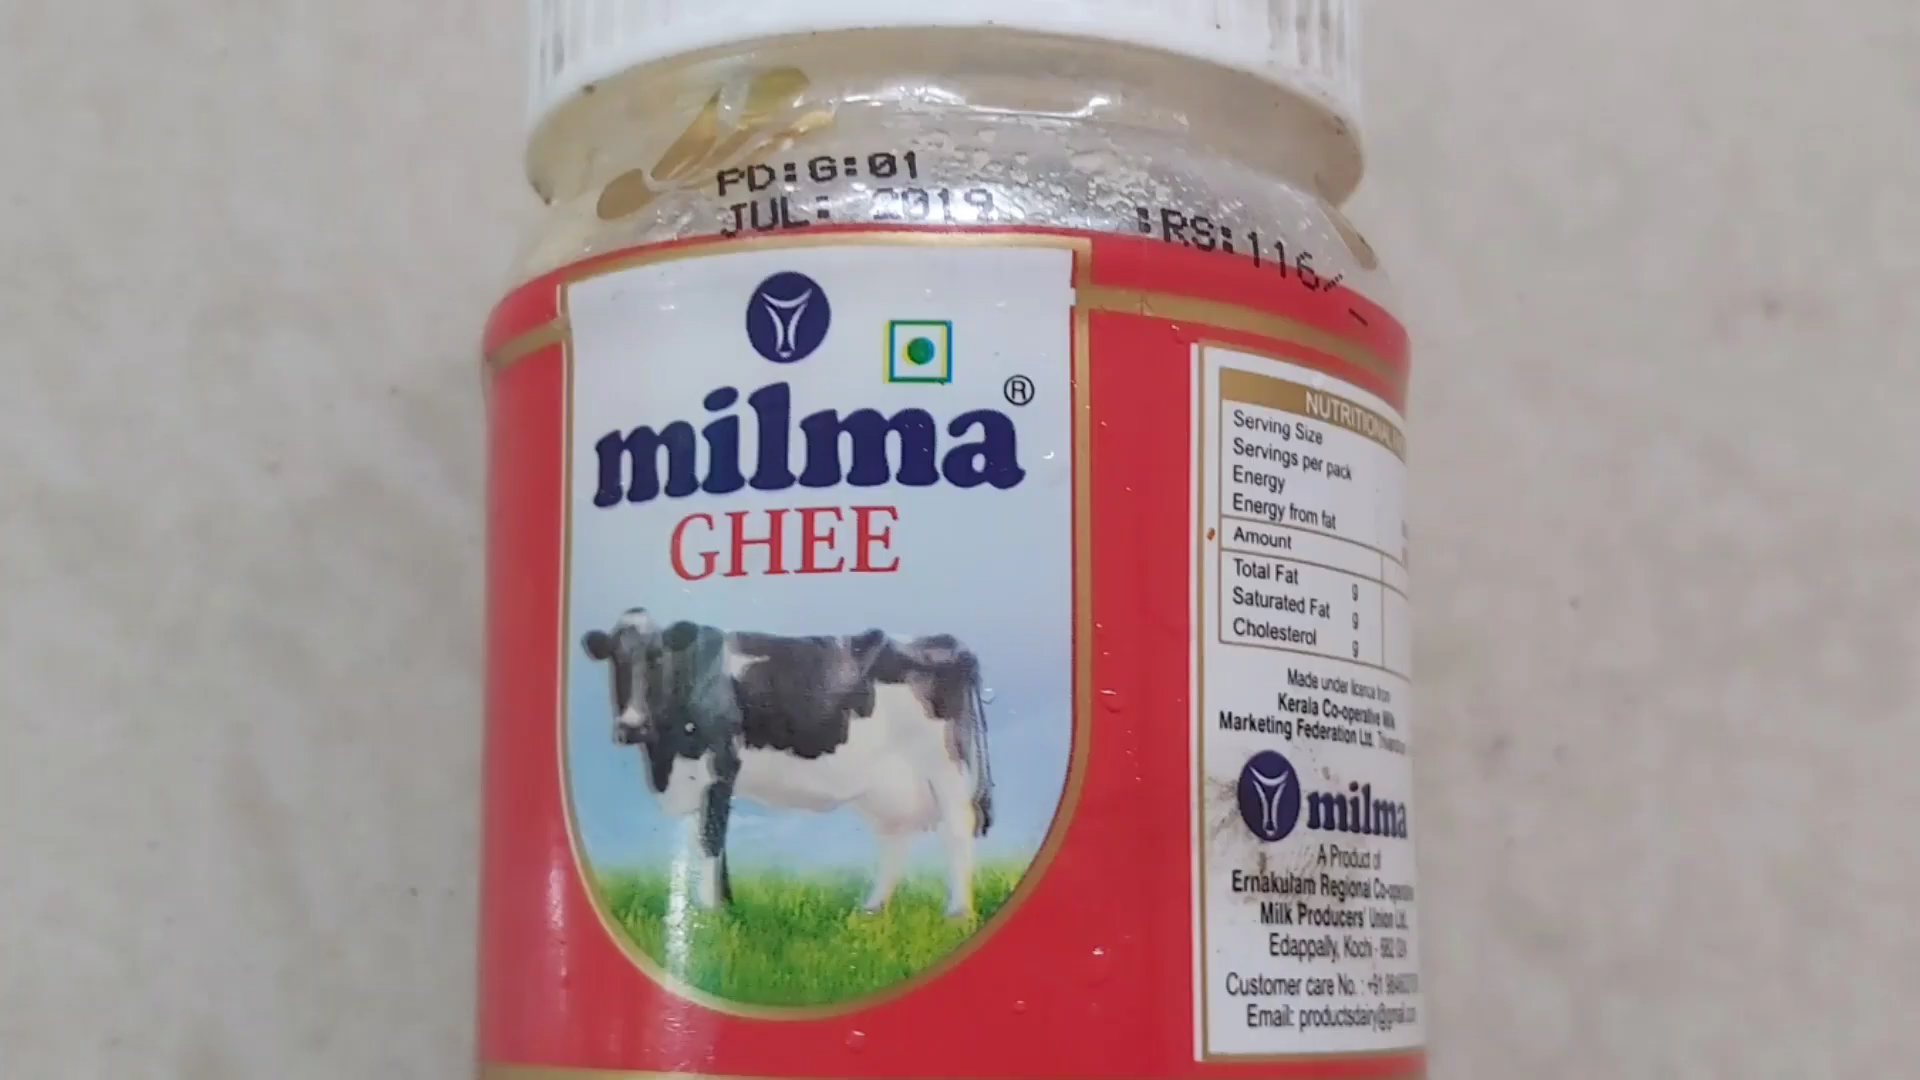 PD:G:01
JUL: 2019
:RS:116
milma®
GHEE
NUTRITIONAL
Serving Size
Servings per pack
Energy
Energy from fat
Amount
Total Fat g
Saturated Fat g
Cholesterol g
Made under licence from
Kerala Co-operative Milk
Marketing Federation Ltd.
milma
A Product of
Ernakulam Regional
Milk Producers' Union Ltd.
Edappally, Kochi -
Customer care No. : +91
Email: